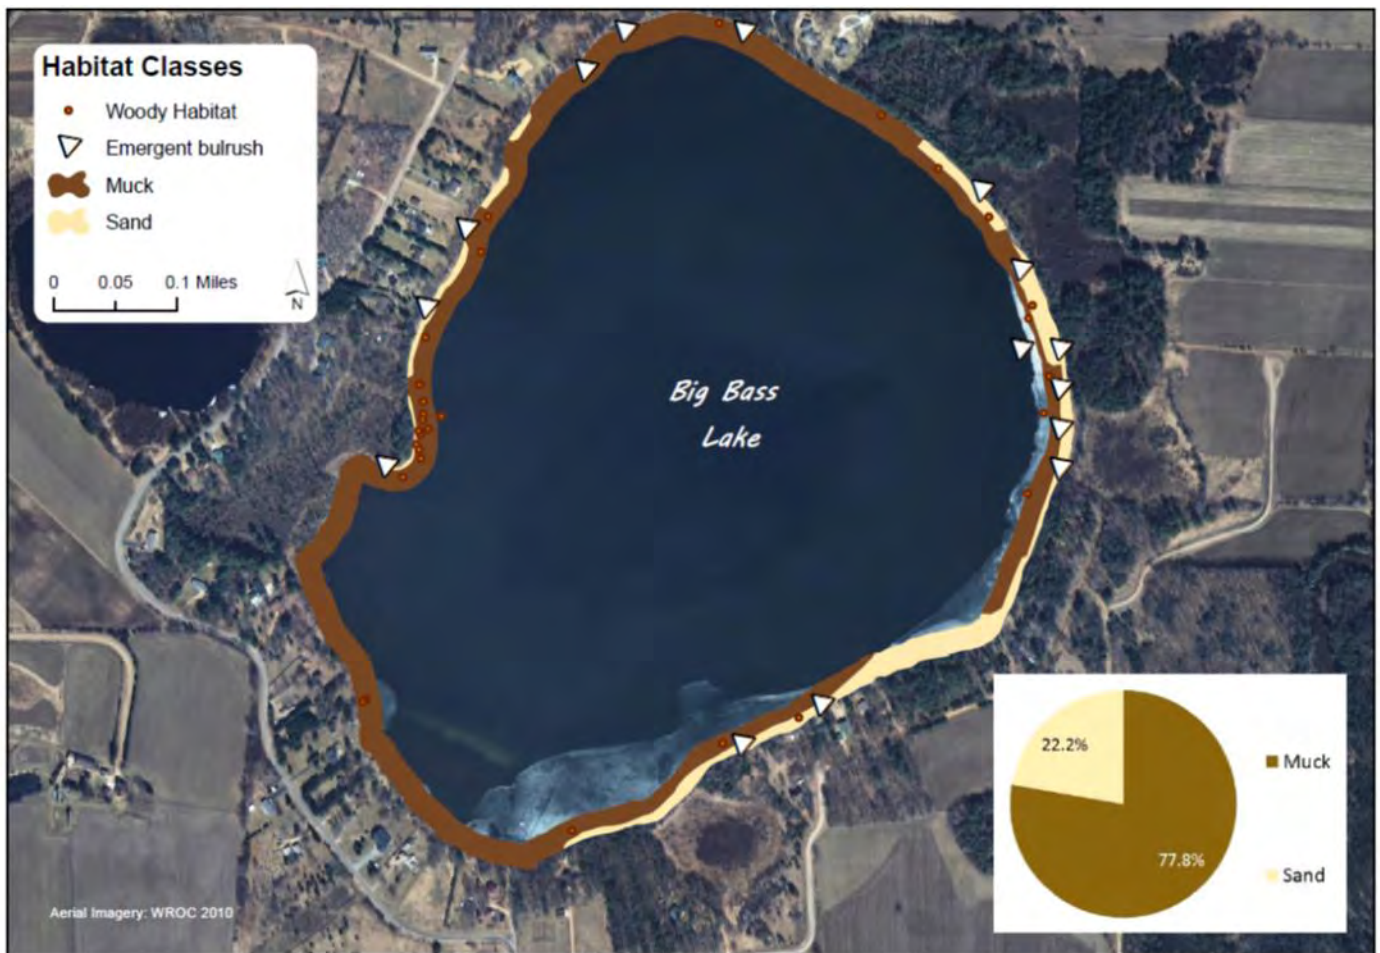 Habitat Classes
Woody Habitat
Emergent bulrush
Muck
Sand
0 0.05 0.1 Miles
N
Big Bass
Lake
22.2%
77.8%
Muck
Sand
Aerial Imagery: WROC 2010